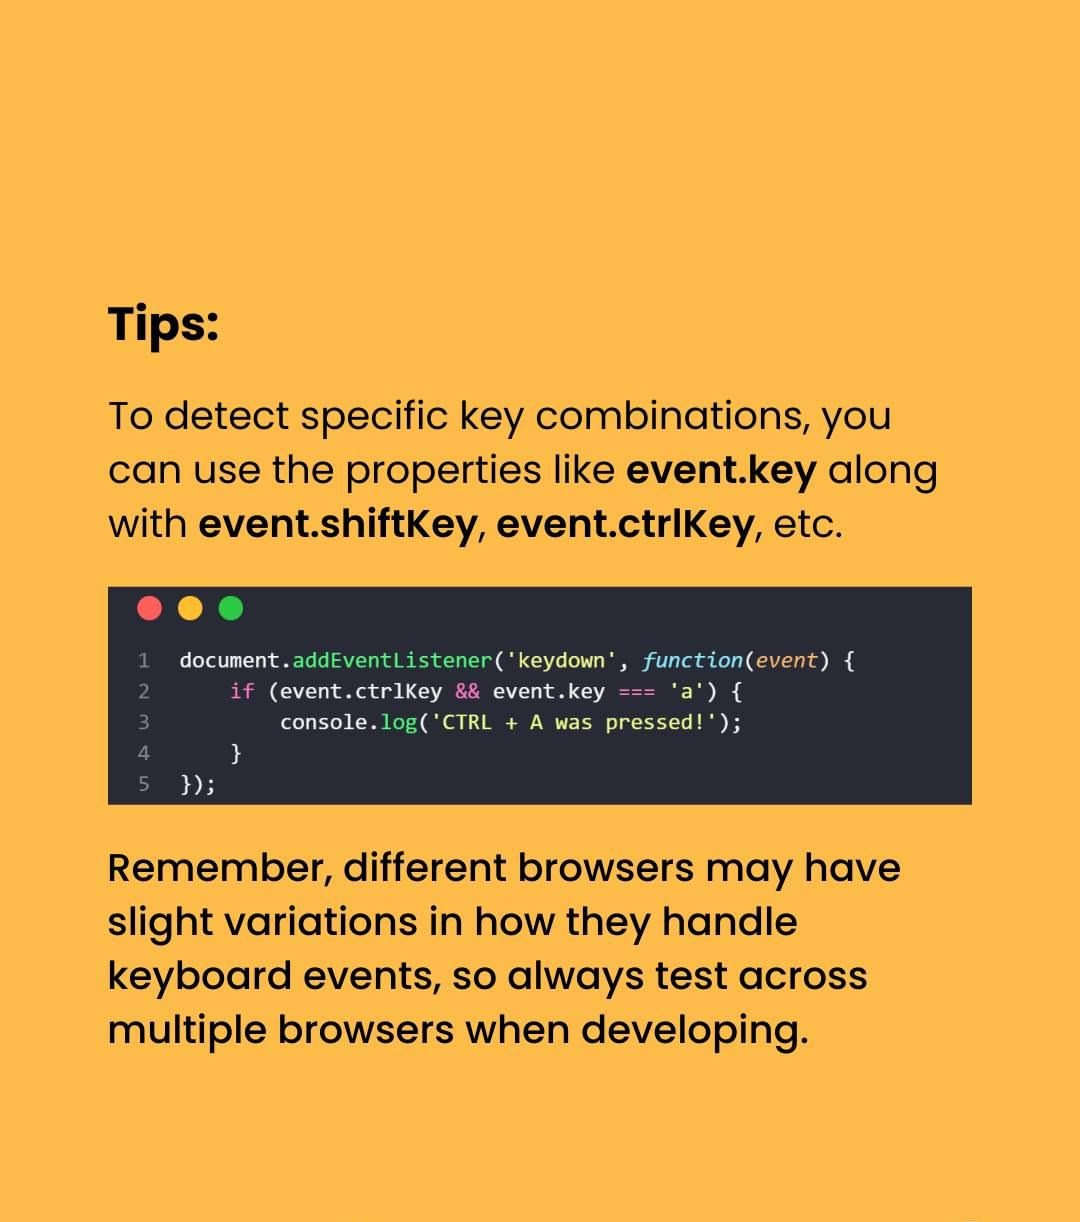 Tips:
To detect specific key combinations, you
can use the properties like event.key along
with event.shiftKey, event.ctrlKey, etc.
1 document.addEventListener('keydown', function(event) {
2     if (event.ctrlKey && event.key === 'a') {
3         console.log('CTRL + A was pressed!');
4     }
5 });
Remember, different browsers may have
slight variations in how they handle
keyboard events, so always test across
multiple browsers when developing.